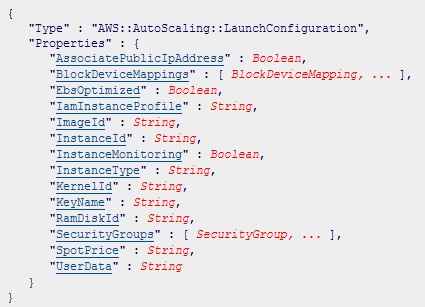 {
"Type" : "AWS::AutoScaling::LaunchConfiguration",
"Properties" : {
"AssociatePublicIpAddress" : Boolean,
"BlockDeviceMappings" : [ BlockDeviceMapping, ... ],
"EbsOptimized" : Boolean,
"IamInstanceProfile" : String,
"ImageId" : String,
"InstanceId" : String,
"InstanceMonitoring" : Boolean,
"InstanceType" : String,
"KernelId" : String,
"KeyName" : String,
"RamDiskId" : String,
"SecurityGroups" : [ SecurityGroup, ... ],
"SpotPrice" : String,
"UserData" : String
}
}